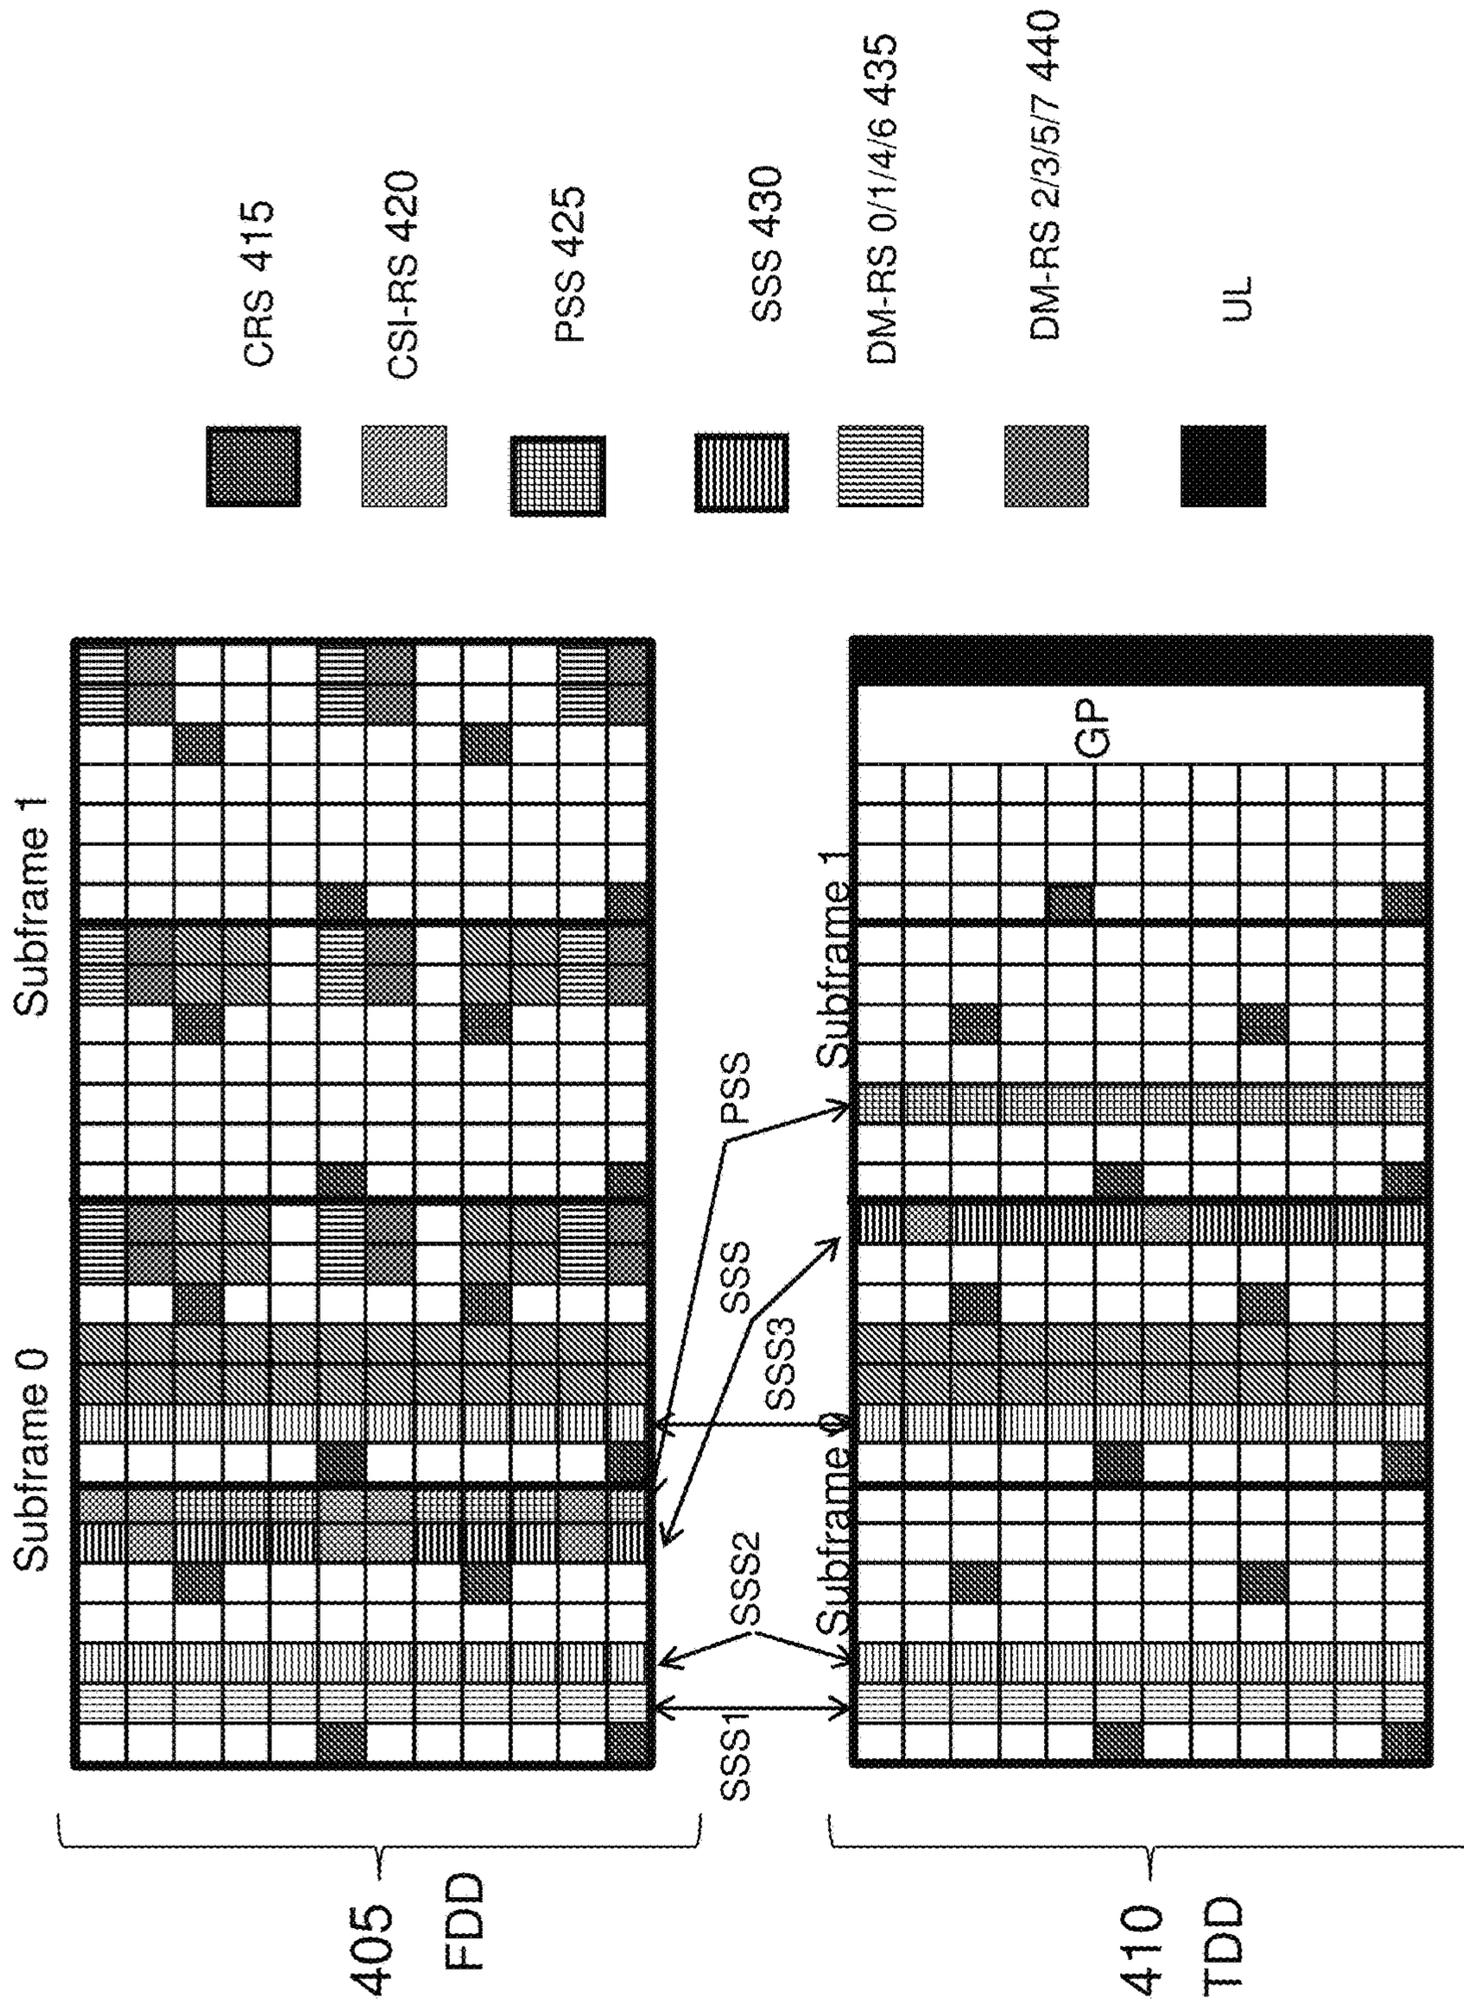 405
FDD
Subframe 0
Subframe 1
SSS1
SSS2
SSS
SSS3
PSS
410
TDD
Subframe 0
Subframe 1
GP
CRS 415
CSI-RS 420
PSS 425
SSS 430
DM-RS 0/1/4/6 435
DM-RS 2/3/5/7 440
UL